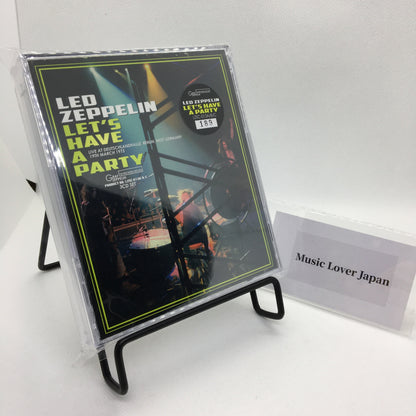 LED
ZEPPELIN
LET'S
HAVE
A
PARTY
LIVE AT DEUTSCHLANDHALLE, BERLIN, WEST GERMANY
19TH MARCH 1973
LED ZEPPELIN
LET'S HAVE
A PARTY
189
Music Lover Japan